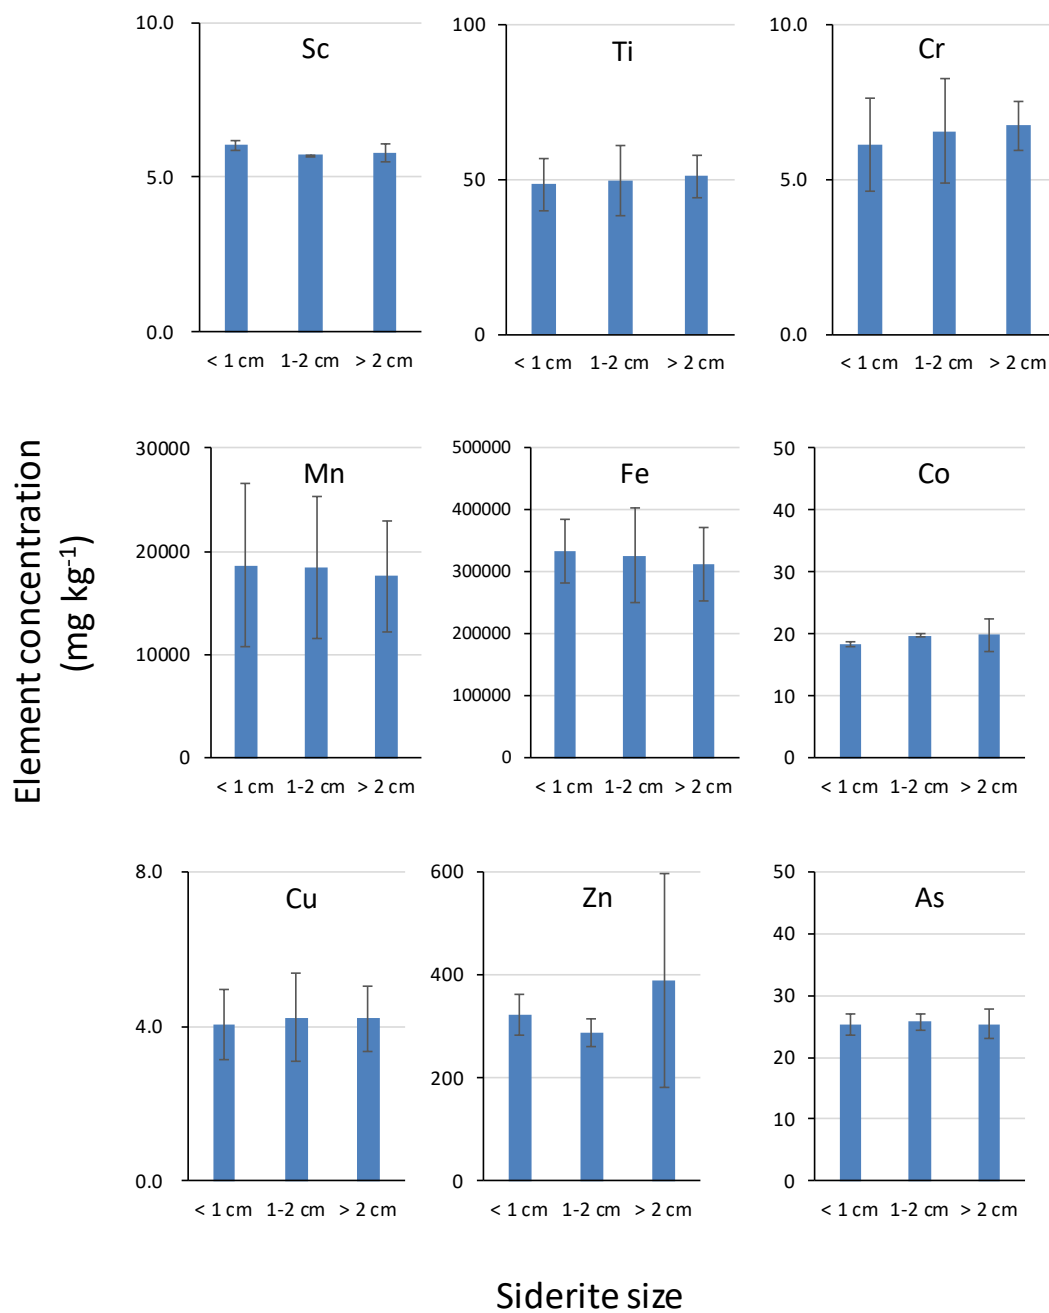 Sc
10.0
5.0
0.0
< 1 cm 1-2 cm > 2 cm
Ti
100
50
0
< 1 cm 1-2 cm > 2 cm
Cr
10.0
5.0
0.0
< 1 cm 1-2 cm > 2 cm
Element concentration
(mg kg⁻¹)
Mn
30000
20000
10000
0
< 1 cm 1-2 cm > 2 cm
Fe
500000
400000
300000
200000
100000
0
< 1 cm 1-2 cm > 2 cm
Co
50
40
30
20
10
0
< 1 cm 1-2 cm > 2 cm
Cu
8.0
4.0
0.0
< 1 cm 1-2 cm > 2 cm
Zn
600
400
200
0
< 1 cm 1-2 cm > 2 cm
As
50
40
30
20
10
0
< 1 cm 1-2 cm > 2 cm
Siderite size